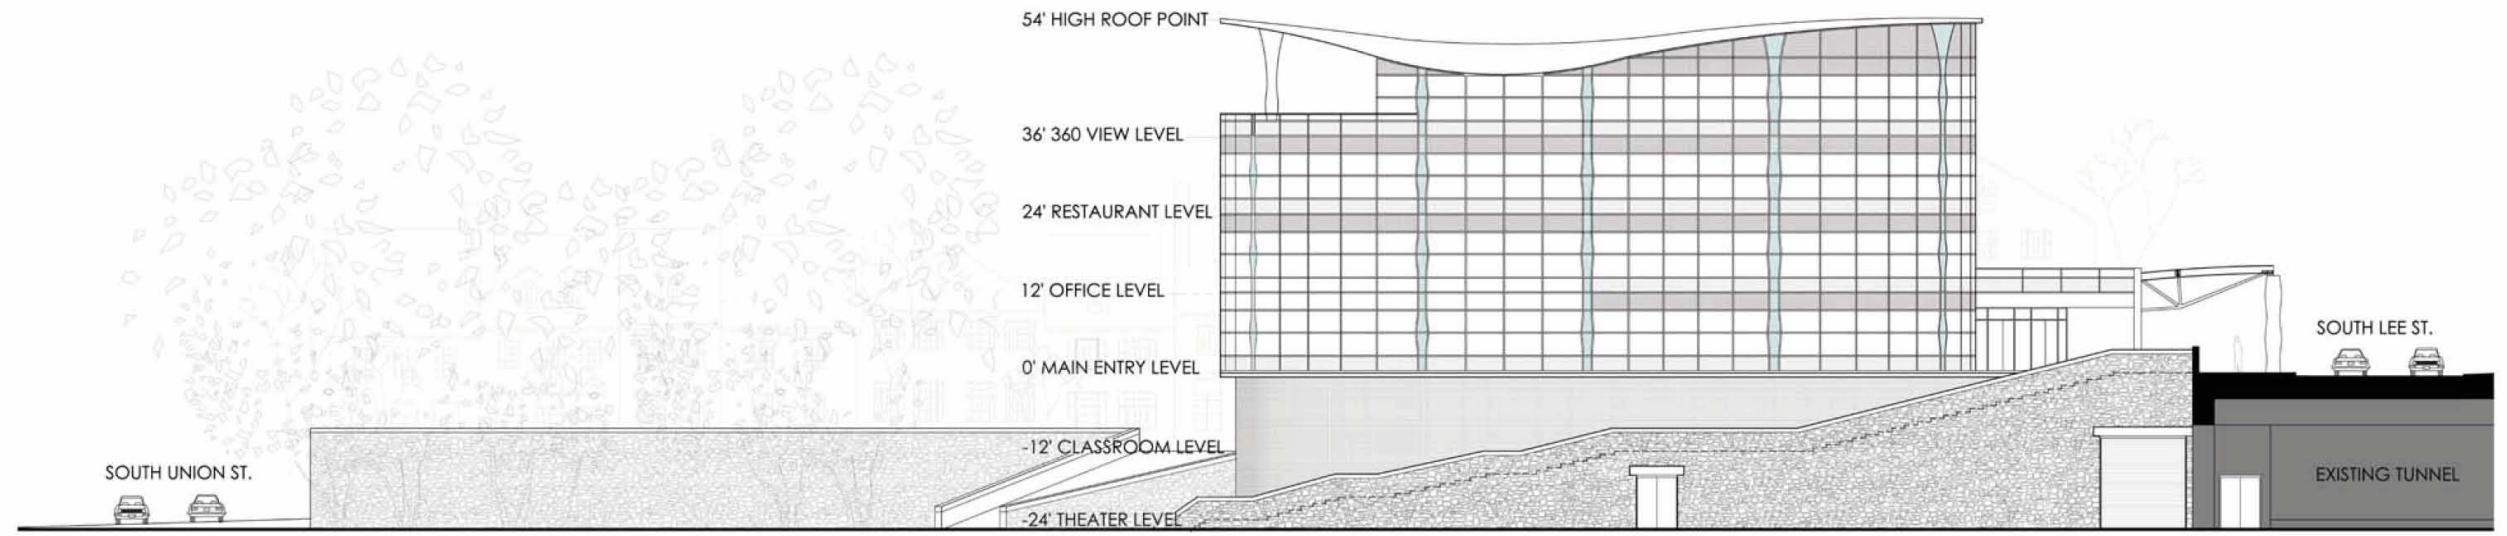 54' HIGH ROOF POINT
36' 360 VIEW LEVEL
24' RESTAURANT LEVEL
12' OFFICE LEVEL
SOUTH LEE ST.
0' MAIN ENTRY LEVEL
-12' CLASSROOM LEVEL
SOUTH UNION ST.
EXISTING TUNNEL
-24' THEATER LEVEL